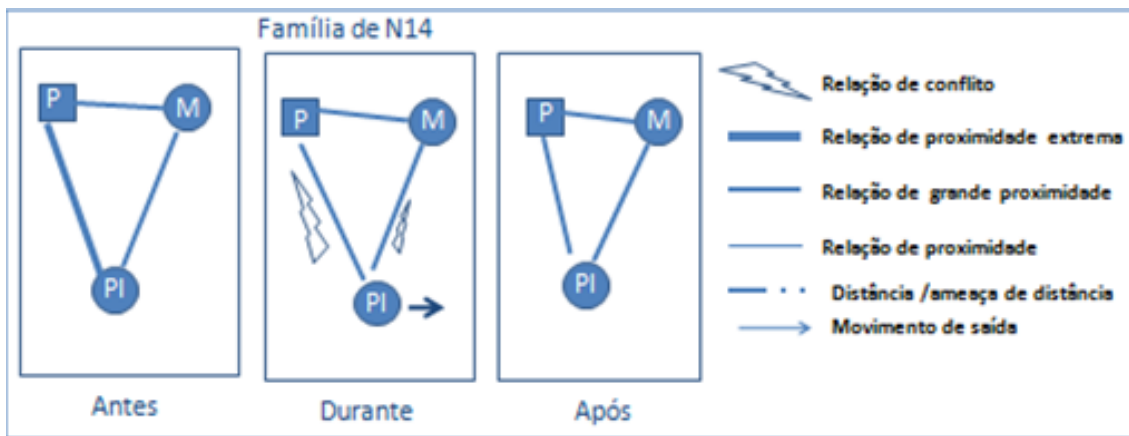 Família de N14
P
M
PI
Antes
P
M
PI
Durante
P
M
PI
Após
Relação de conflito
Relação de proximidade extrema
Relação de grande proximidade
Relação de proximidade
Distância /ameaça de distância
Movimento de saída